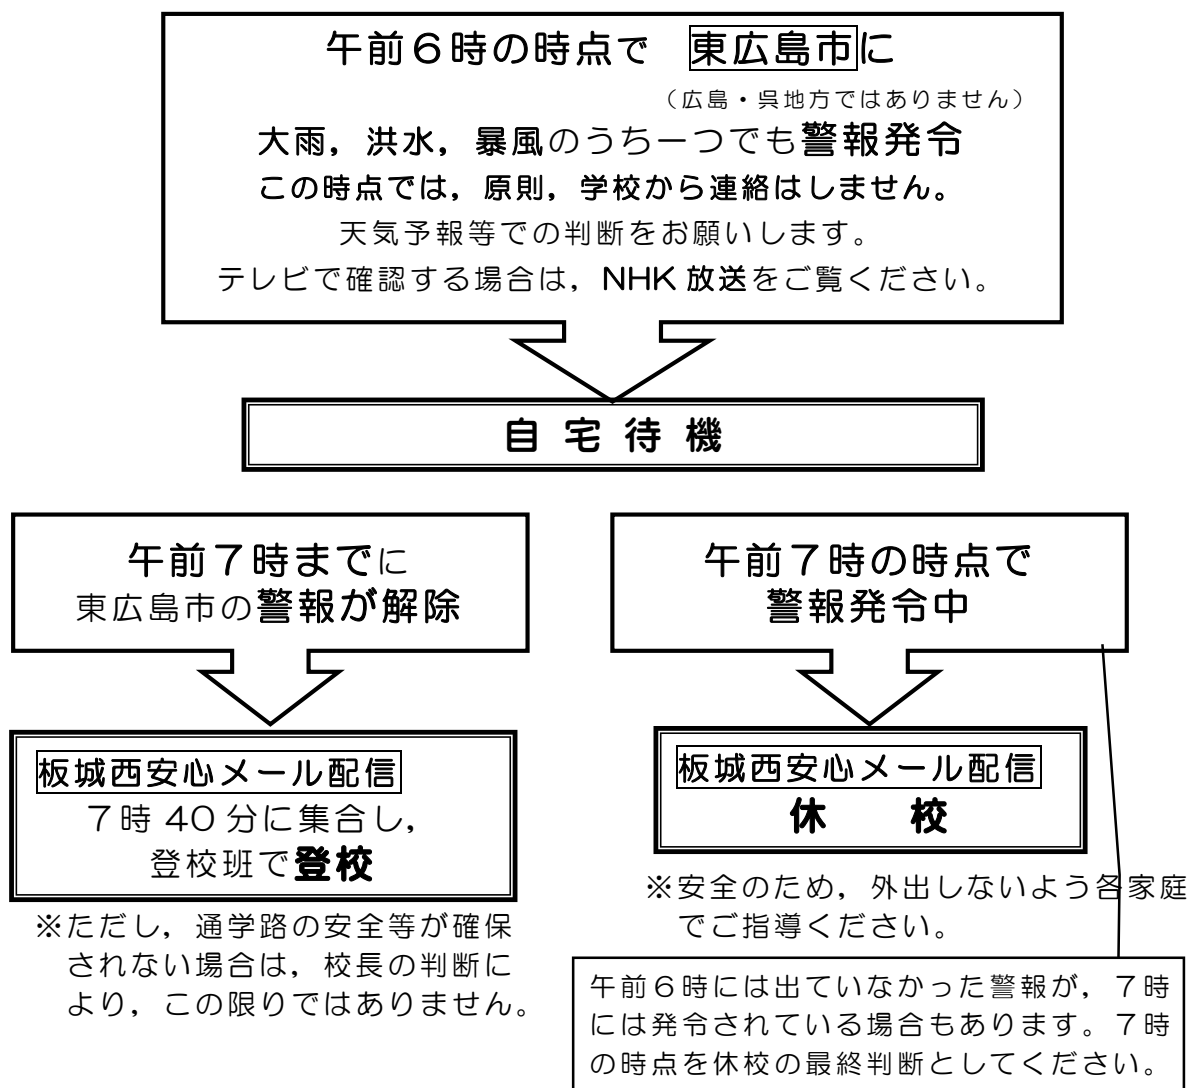 午前６時の時点で　東広島市に
（広島・呉地方ではありません）
大雨，洪水，暴風のうち一つでも警報発令
この時点では，原則，学校から連絡はしません。
天気予報等での判断をお願いします。
テレビで確認する場合は，NHK 放送をご覧ください。
自 宅 待 機
午前７時までに
東広島市の警報が解除
板城西安心メール配信
７時 40 分に集合し，
登校班で登校
※ただし，通学路の安全等が確保
されない場合は，校長の判断に
より，この限りではありません。
午前７時の時点で
警報発令中
板城西安心メール配信
休　　校
※安全のため，外出しないよう各家庭
でご指導ください。
午前６時には出ていなかった警報が，７時
には発令されている場合もあります。７時
の時点を休校の最終判断としてください。